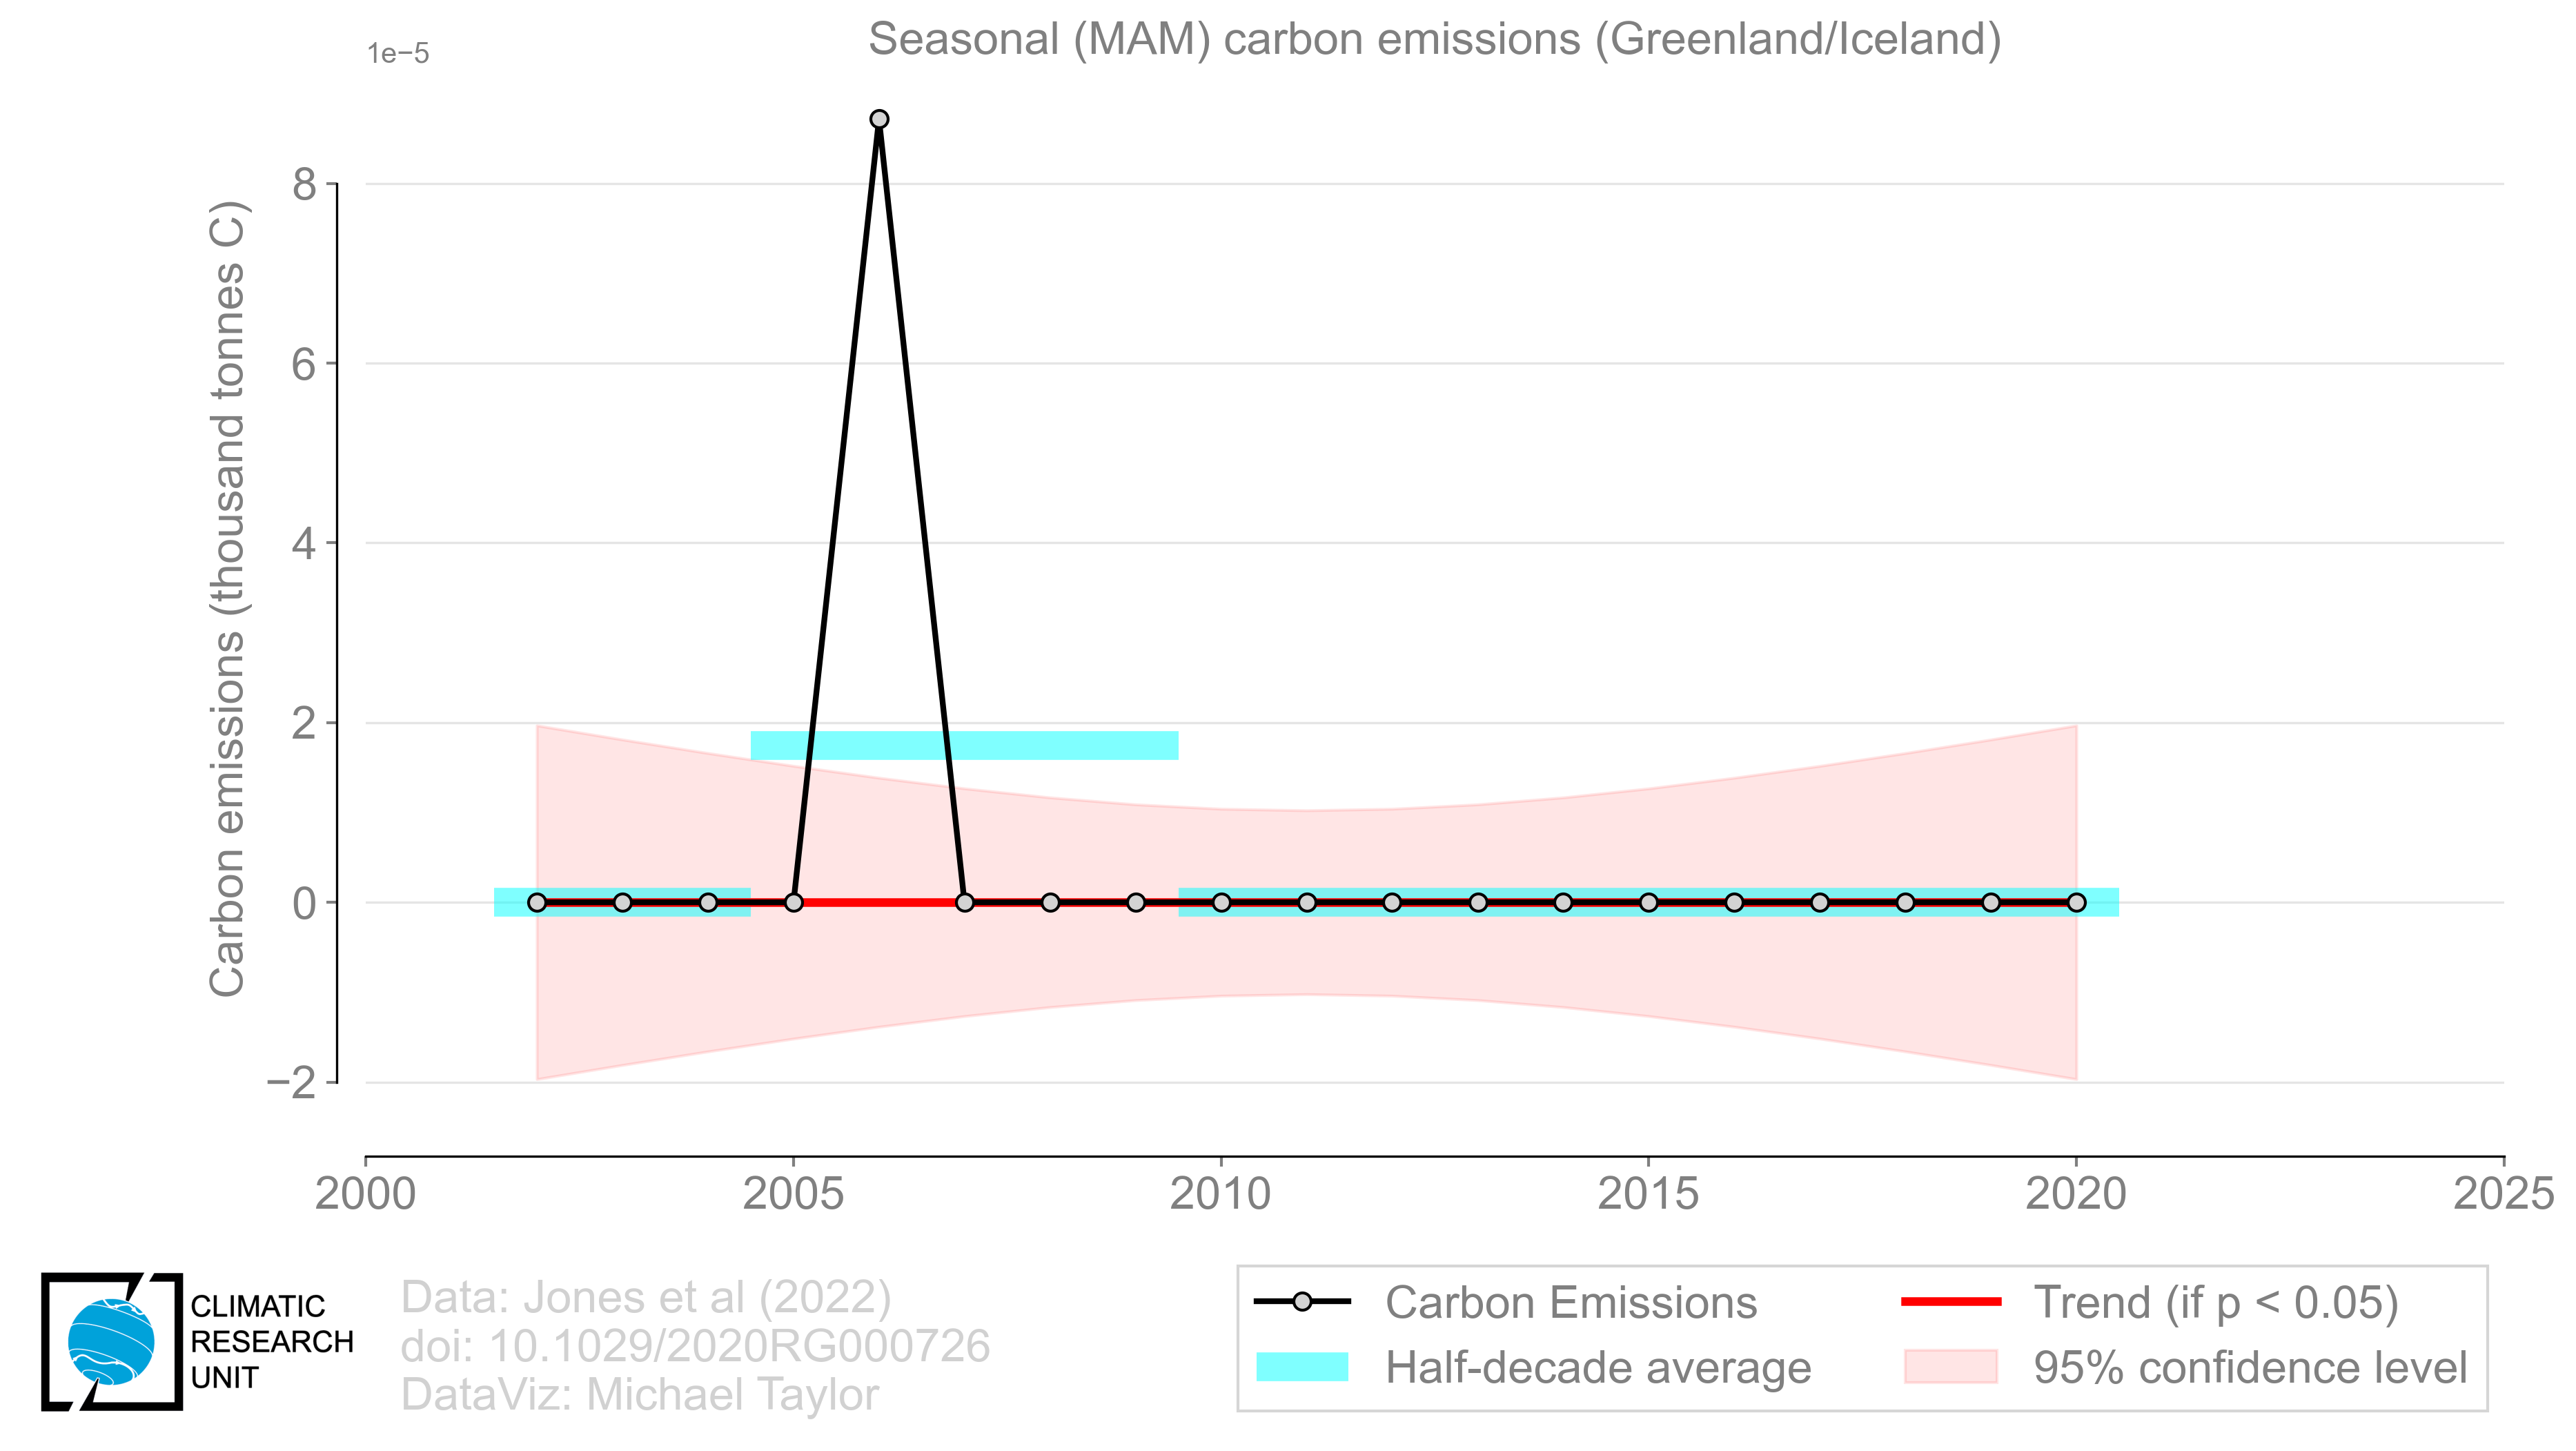 Seasonal (MAM) carbon emissions (Greenland/Iceland)
1e−5
Carbon emissions (thousand tonnes C)
8
6
4
2
0
−2
2000 2005 2010 2015 2020 2025
CLIMATIC
RESEARCH
UNIT
Data: Jones et al (2022)
doi: 10.1029/2020RG000726
DataViz: Michael Taylor
Carbon Emissions
Half-decade average
Trend (if p < 0.05)
95% confidence level